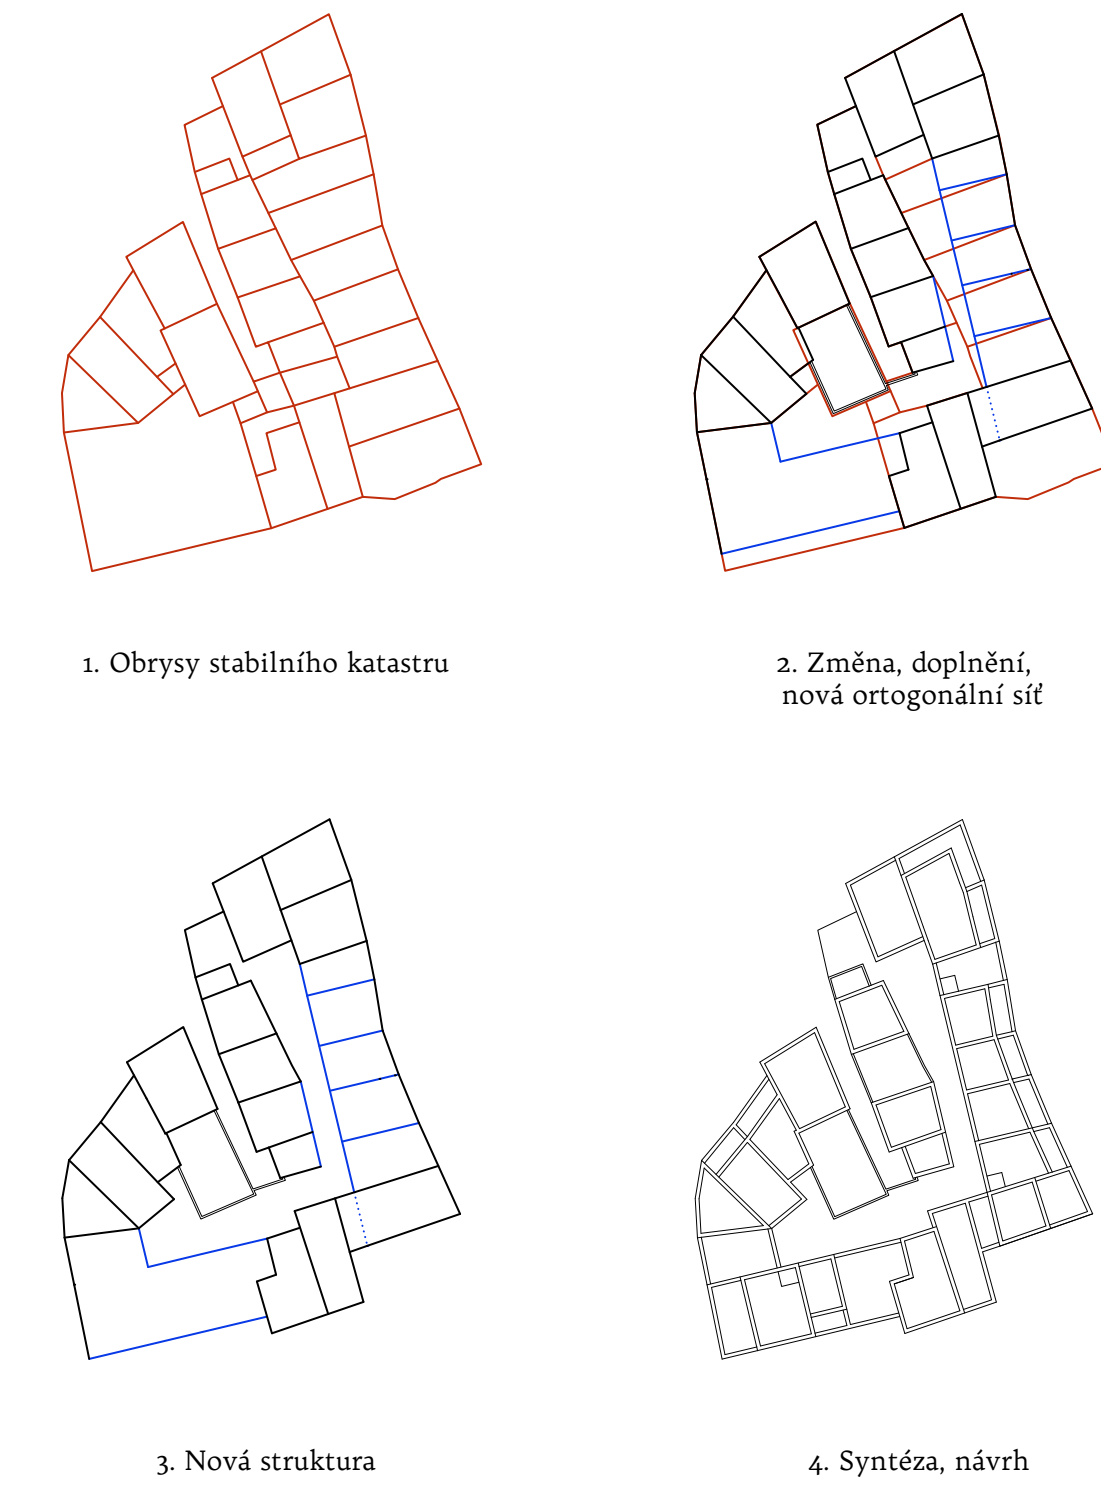 1. Obrysy stabilního katastru
2. Změna, doplnění,
nová ortogonální síť
3. Nová struktura
4. Syntéza, návrh